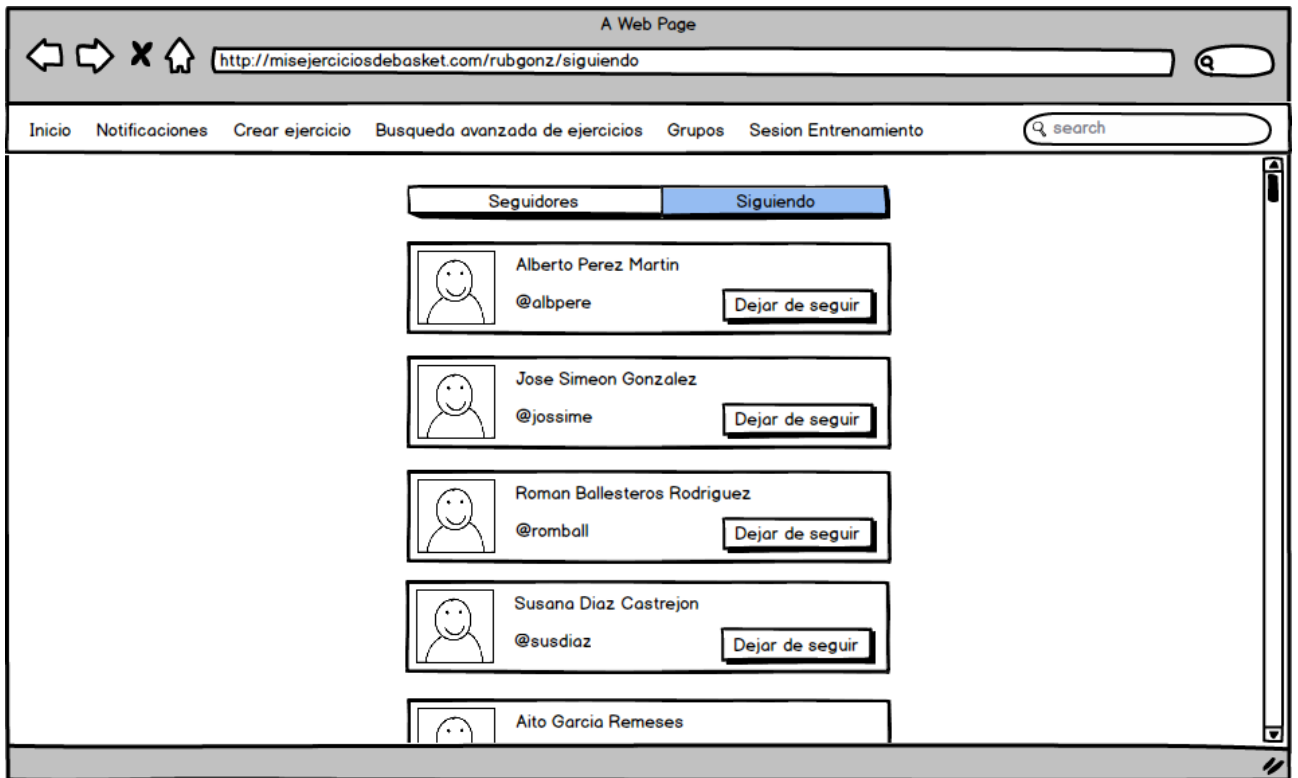 A Web Page
http://misejerciciosdebasket.com/rubgonz/siguiendo
Inicio Notificaciones Crear ejercicio Busqueda avanzada de ejercicios Grupos Sesion Entrenamiento search
Seguidores Siguiendo
Alberto Perez Martin
@albpere Dejar de seguir
Jose Simeon Gonzalez
@jossime Dejar de seguir
Roman Ballesteros Rodriguez
@romball Dejar de seguir
Susana Diaz Castrejon
@susdiaz Dejar de seguir
Aito Garcia Remeses